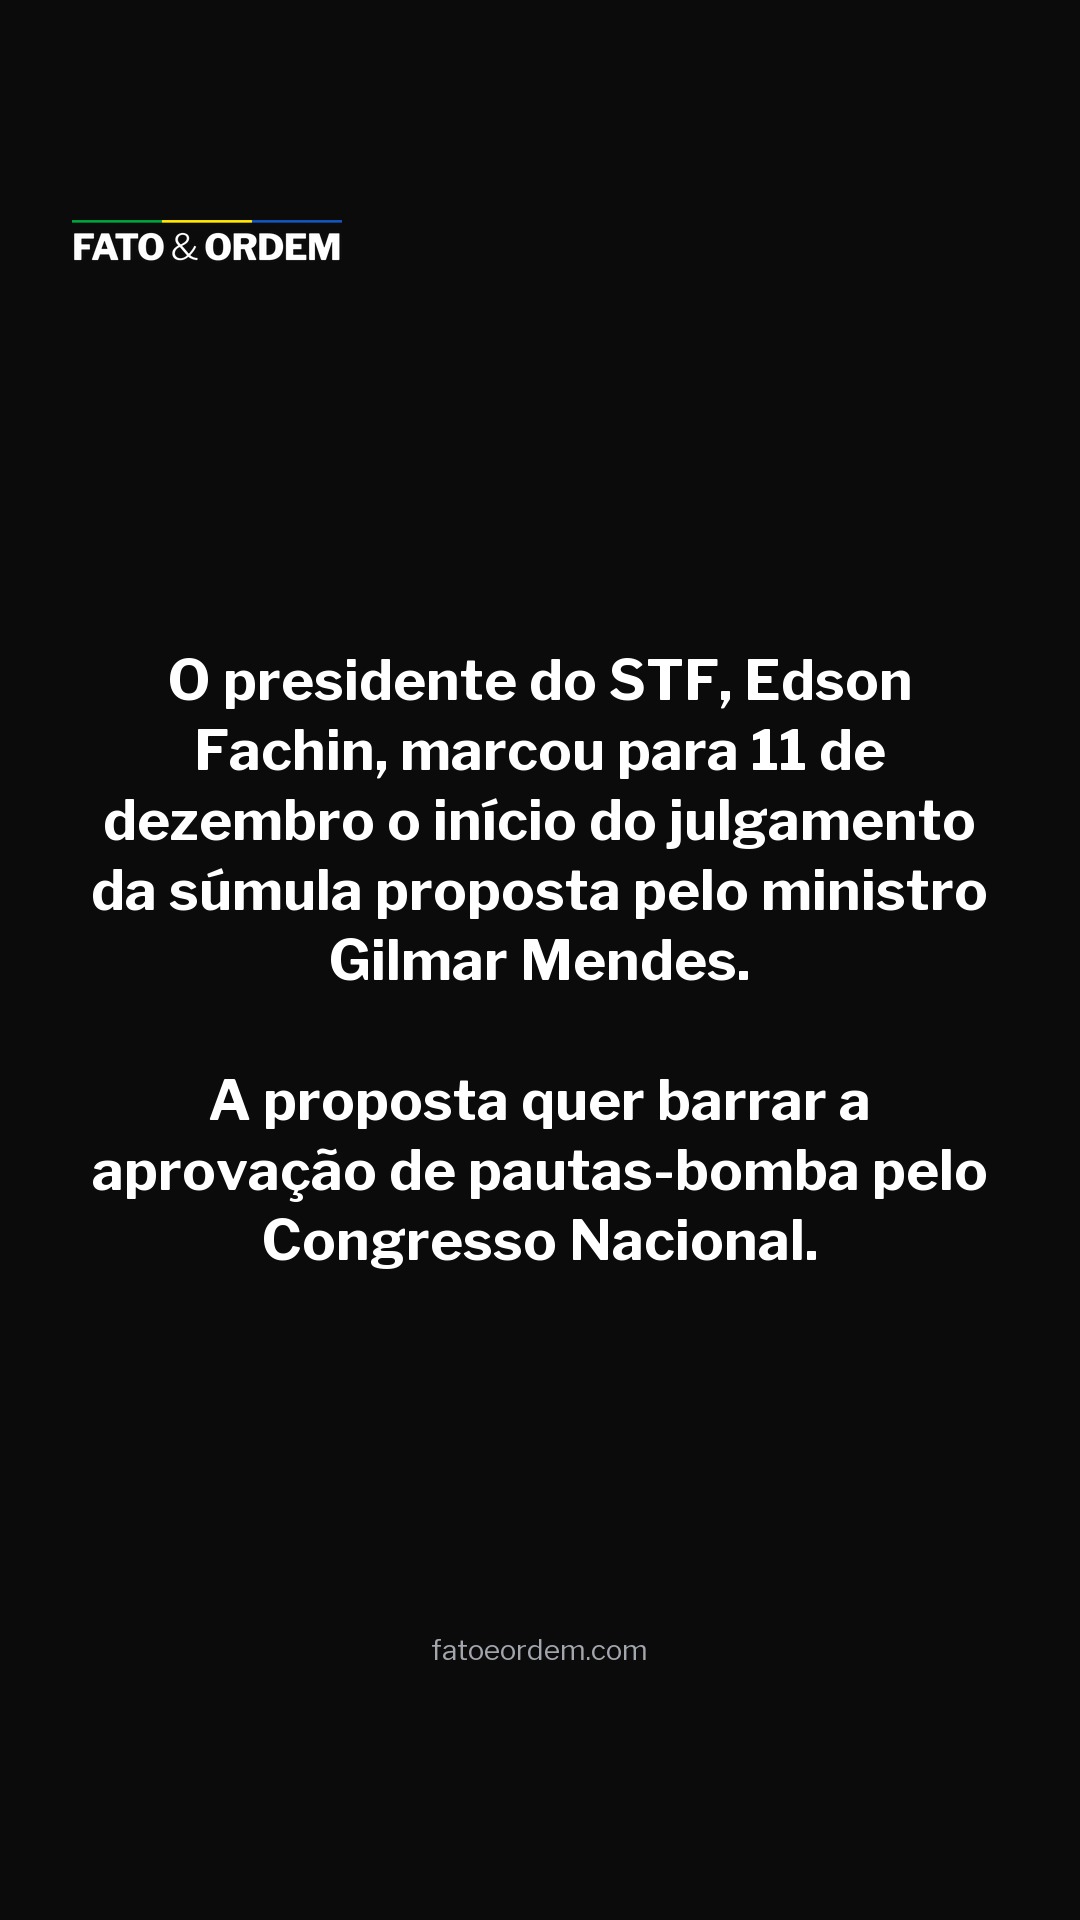 FATO & ORDEM
O presidente do STF, Edson
Fachin, marcou para 11 de
dezembro o início do julgamento
da súmula proposta pelo ministro
Gilmar Mendes.
A proposta quer barrar a
aprovação de pautas-bomba pelo
Congresso Nacional.
fatoeordem.com